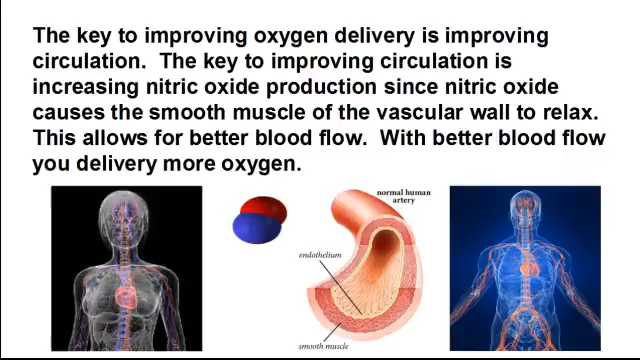 The key to improving oxygen delivery is improving
circulation.  The key to improving circulation is
increasing nitric oxide production since nitric oxide
causes the smooth muscle of the vascular wall to relax.
This allows for better blood flow.  With better blood flow
you delivery more oxygen.
normal human
artery
endothelium
smooth muscle